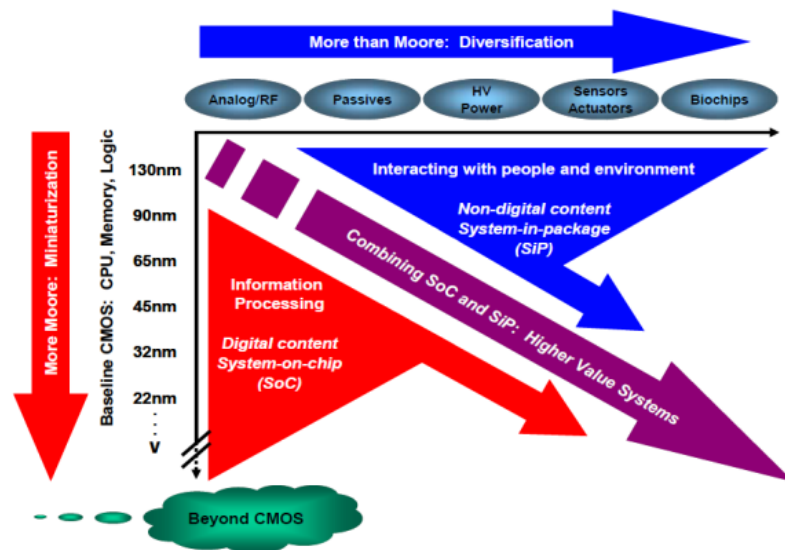 More than Moore: Diversification
Analog/RF
Passives
HV
Power
Sensors
Actuators
Biochips
More Moore: Miniaturization
Baseline CMOS: CPU, Memory, Logic
130nm
90nm
65nm
45nm
32nm
22nm
V
Interacting with people and environment
Non-digital content
System-in-package
(SiP)
Combining SoC and SiP: Higher Value Systems
Information
Processing
Digital content
System-on-chip
(SoC)
Beyond CMOS